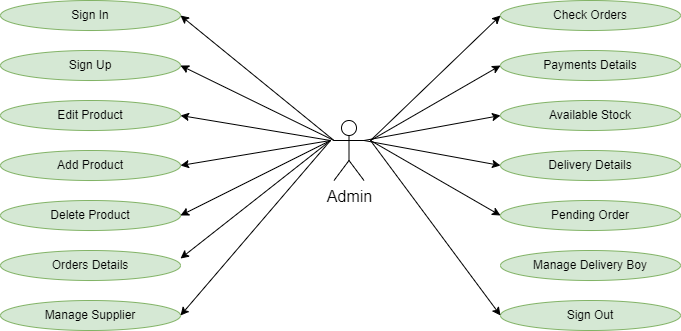 Sign In
Sign Up
Edit Product
Add Product
Delete Product
Orders Details
Manage Supplier
Admin
Check Orders
Payments Details
Available Stock
Delivery Details
Pending Order
Manage Delivery Boy
Sign Out